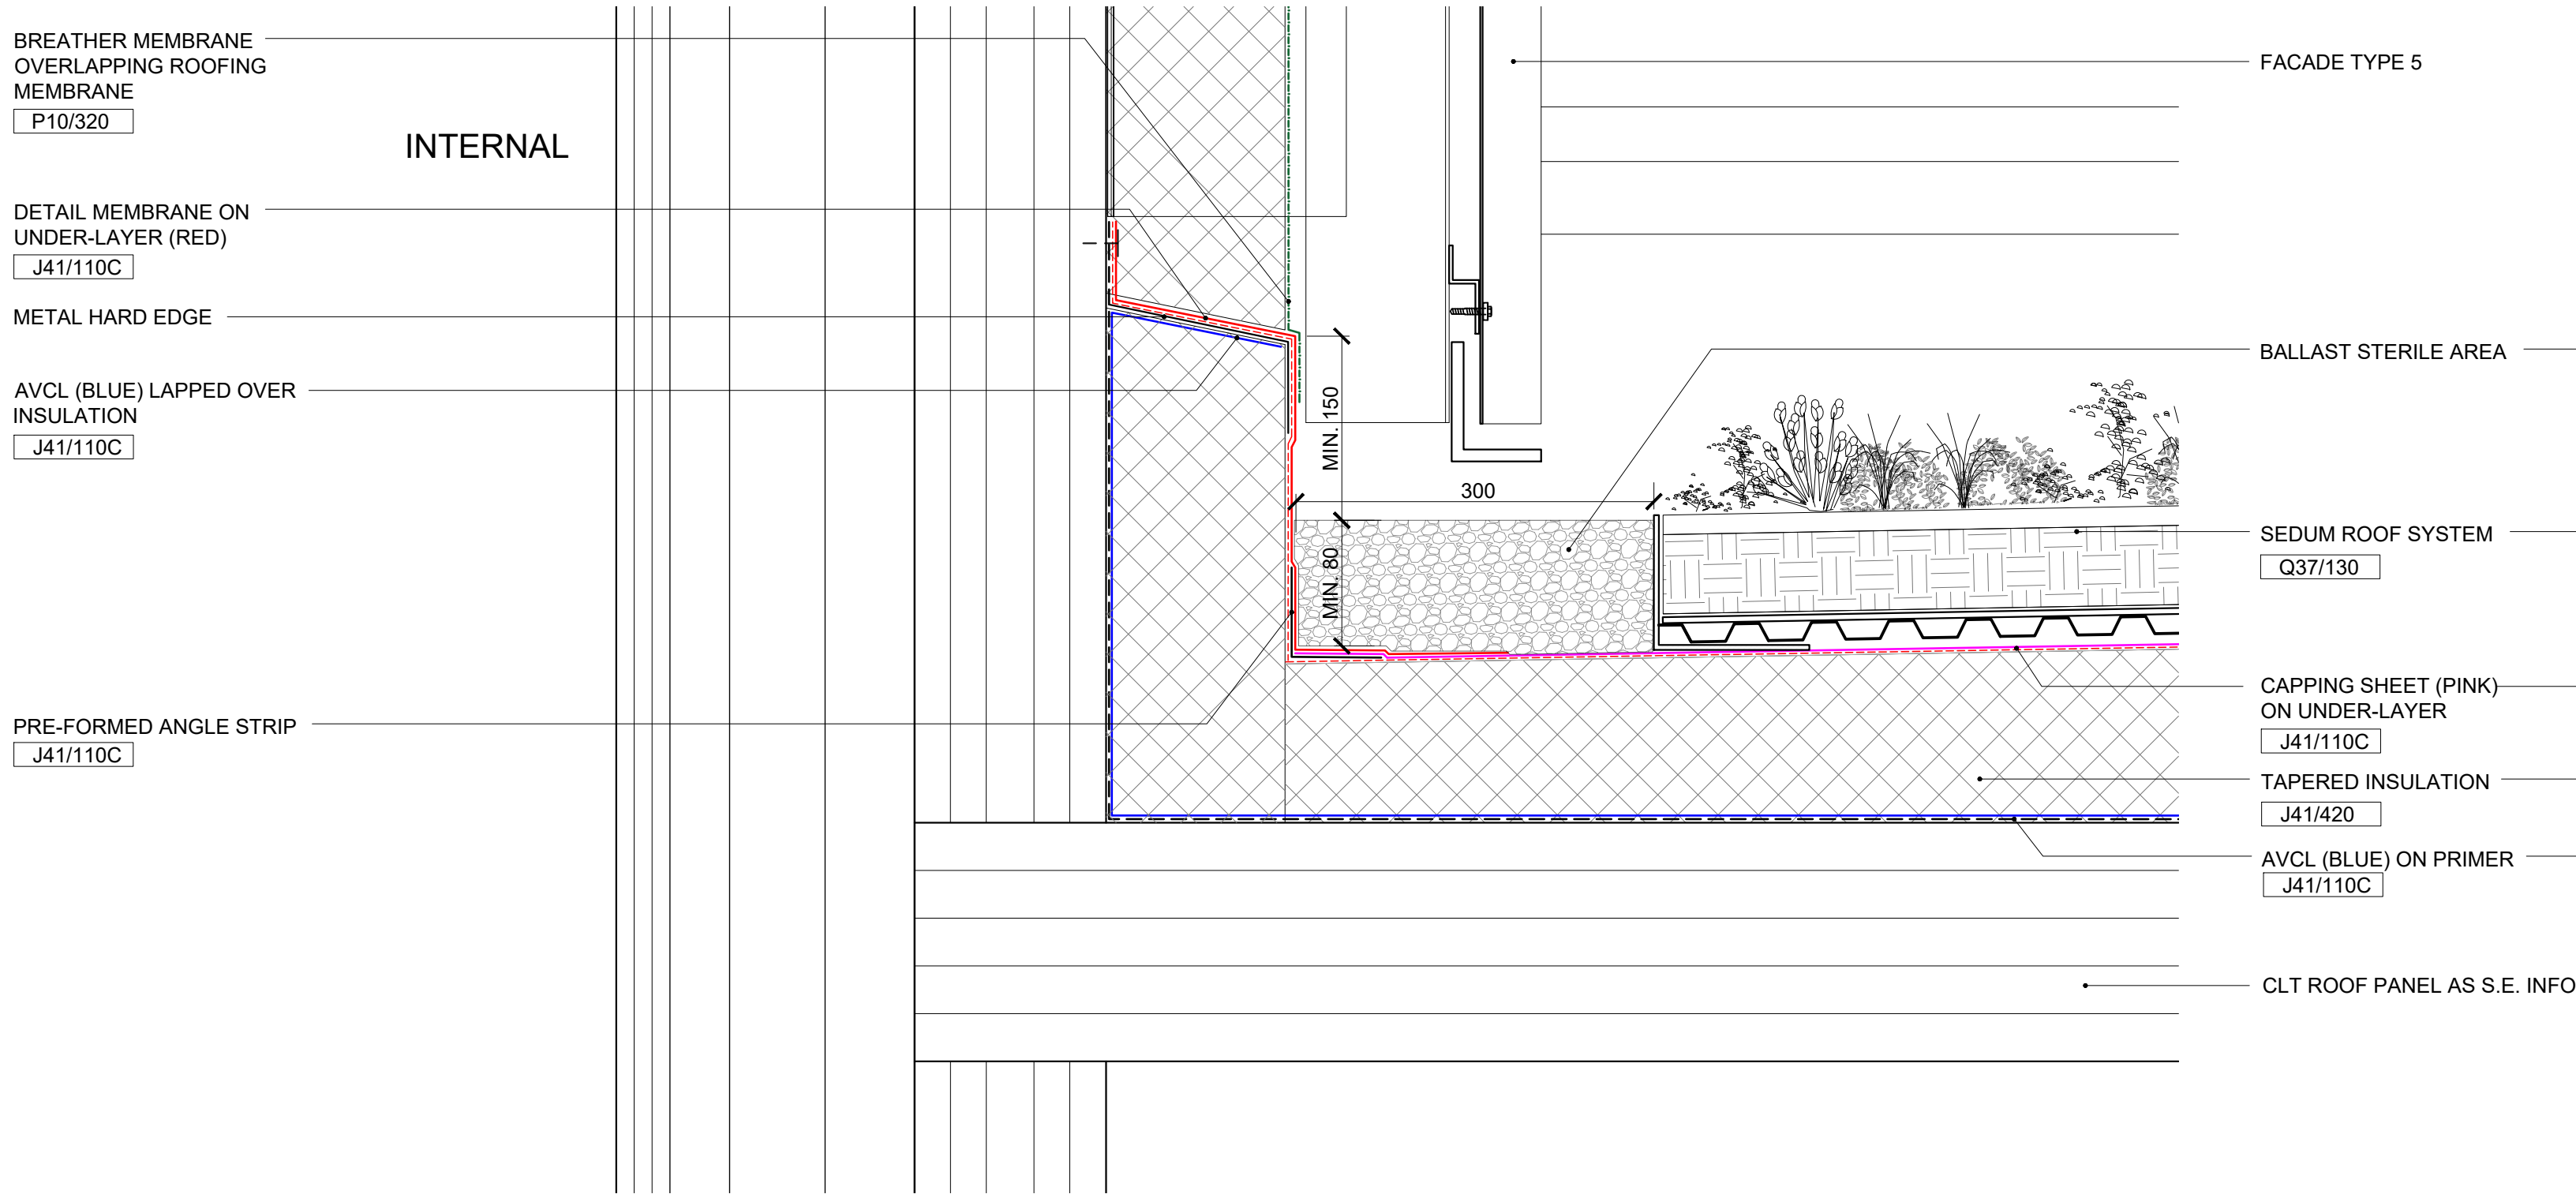 BREATHER MEMBRANE
OVERLAPPING ROOFING
MEMBRANE
P10/320
INTERNAL
DETAIL MEMBRANE ON
UNDER-LAYER (RED)
J41/110C
METAL HARD EDGE
AVCL (BLUE) LAPPED OVER
INSULATION
J41/110C
PRE-FORMED ANGLE STRIP
J41/110C
MIN. 150
300
MIN. 80
FACADE TYPE 5
BALLAST STERILE AREA
SEDUM ROOF SYSTEM
Q37/130
CAPPING SHEET (PINK)
ON UNDER-LAYER
J41/110C
TAPERED INSULATION
J41/420
AVCL (BLUE) ON PRIMER
J41/110C
CLT ROOF PANEL AS S.E. INFO